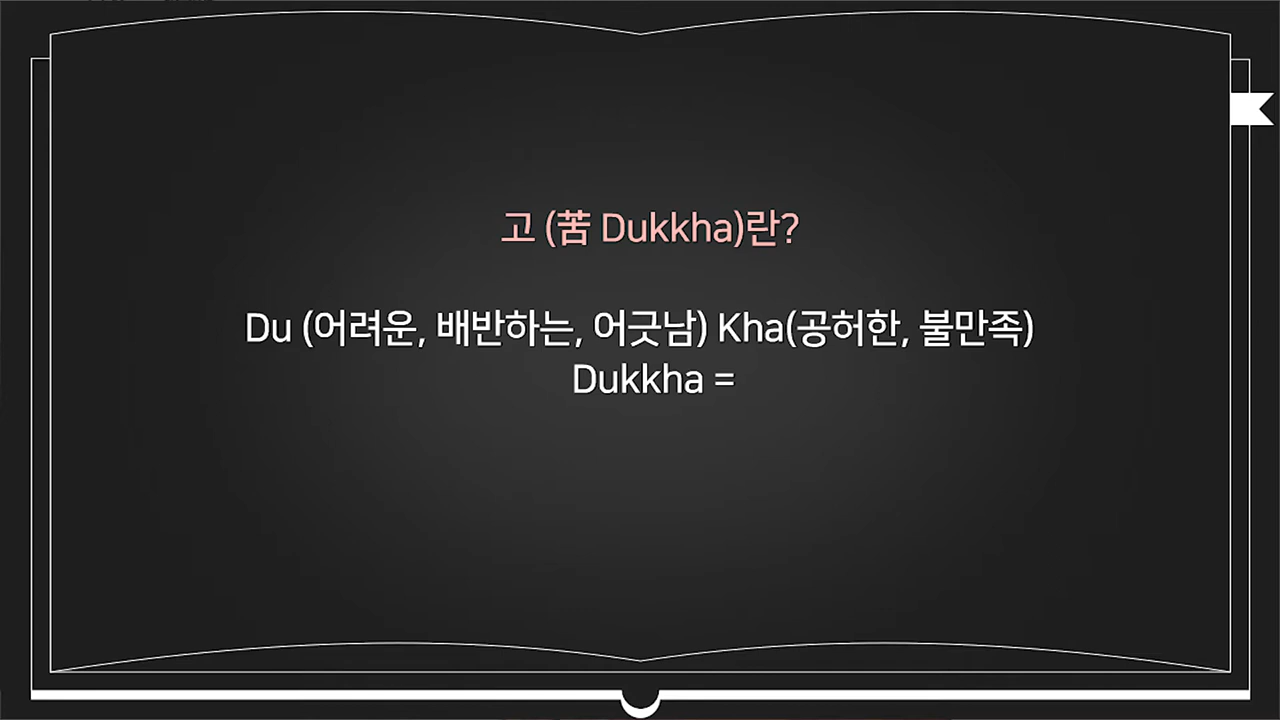 고 (苦 Dukkha)란?
Du (어려운, 배반하는, 어긋남) Kha(공허한, 불만족)
Dukkha =